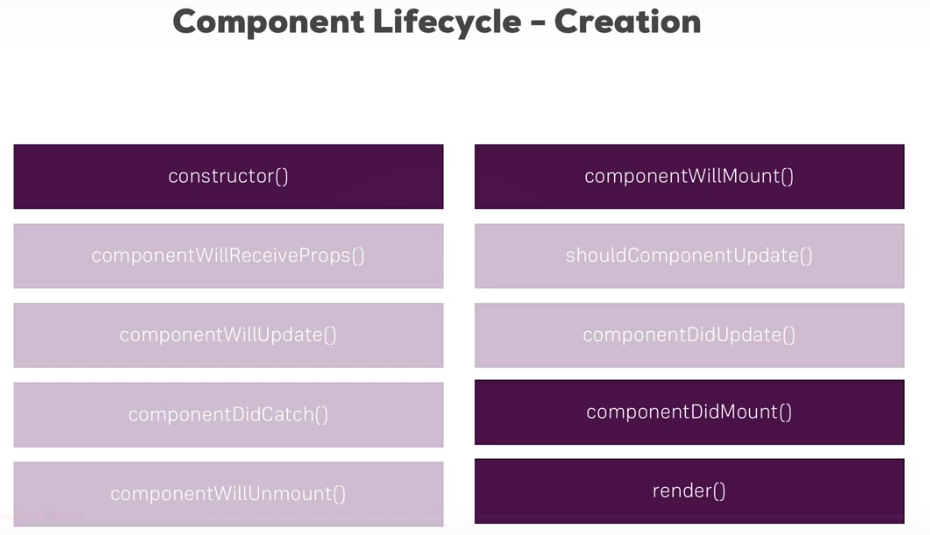 Component Lifecycle – Creation
constructor()
componentWillMount()
componentWillReceiveProps()
shouldComponentUpdate()
componentWillUpdate()
componentDidUpdate()
componentDidCatch()
componentDidMount()
componentWillUnmount()
render()